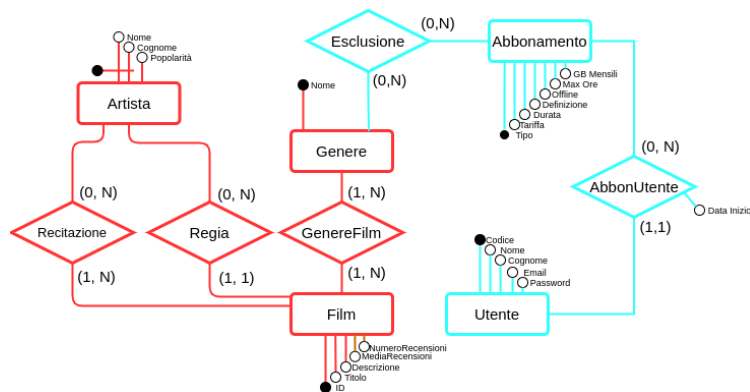 Nome
Cognome
Popolarità
Artista
(0, N)
(0, N)
Recitazione
Regia
(1, N)
(1, 1)
Nome
Genere
(1, N)
GenereFilm
(1, N)
Film
NumeroRecensioni
MediaRecensioni
Descrizione
Titolo
ID
Esclusione
(0,N)
(0,N)
Abbonamento
GB Mensili
Max Ore
Offline
Definizione
Durata
Tariffa
Tipo
(0, N)
AbbonUtente
Data Inizio
(1,1)
Codice
Nome
Cognome
Email
Password
Utente